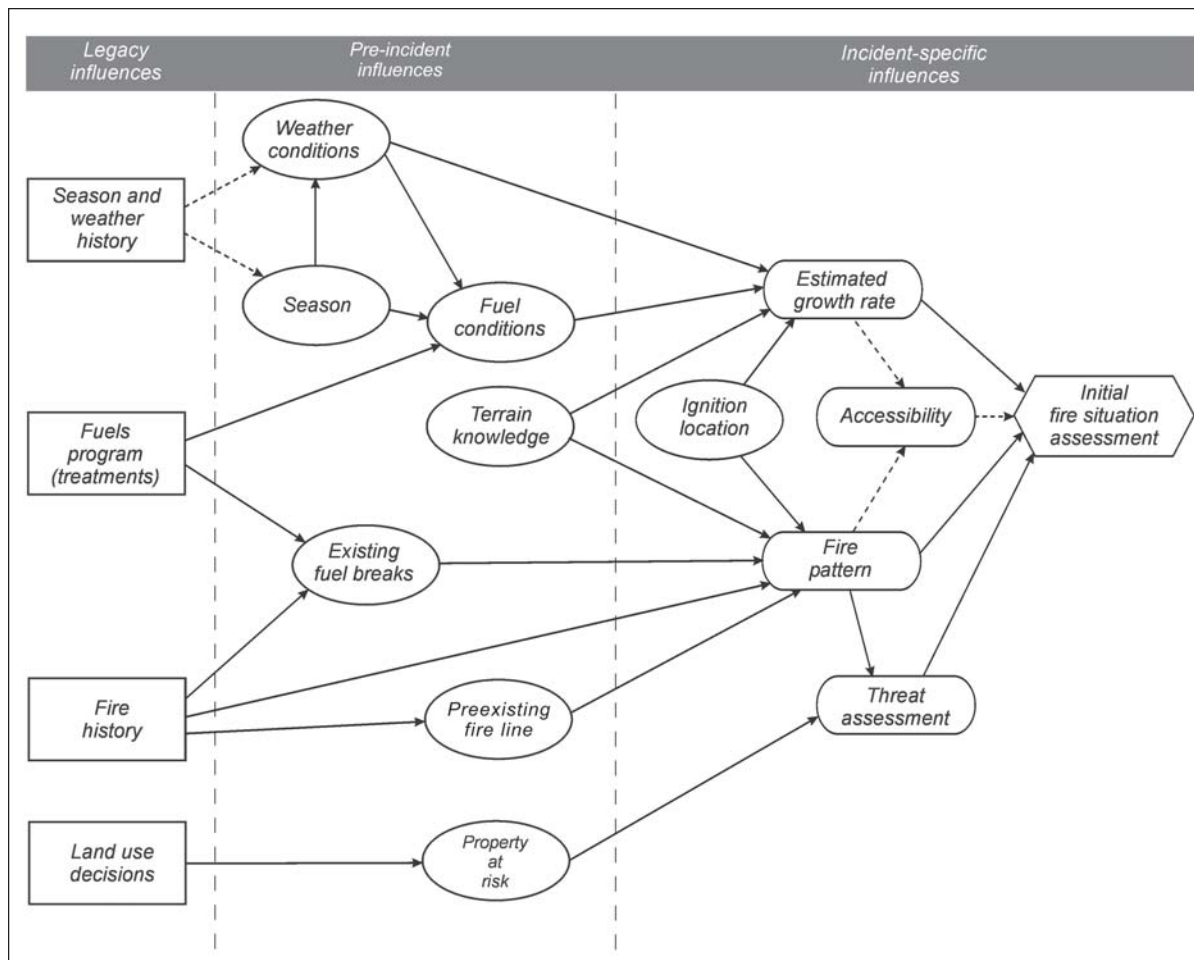 Legacy
influences
Pre-incident
influences
Incident-specific
influences
Weather
conditions
Season and
weather
history
Season
Fuel
conditions
Estimated
growth rate
Fuels
program
(treatments)
Terrain
knowledge
Ignition
location
Accessibility
Initial
fire situation
assessment
Existing
fuel breaks
Fire
pattern
Fire
history
Preexisting
fire line
Threat
assessment
Land use
decisions
Property
at
risk